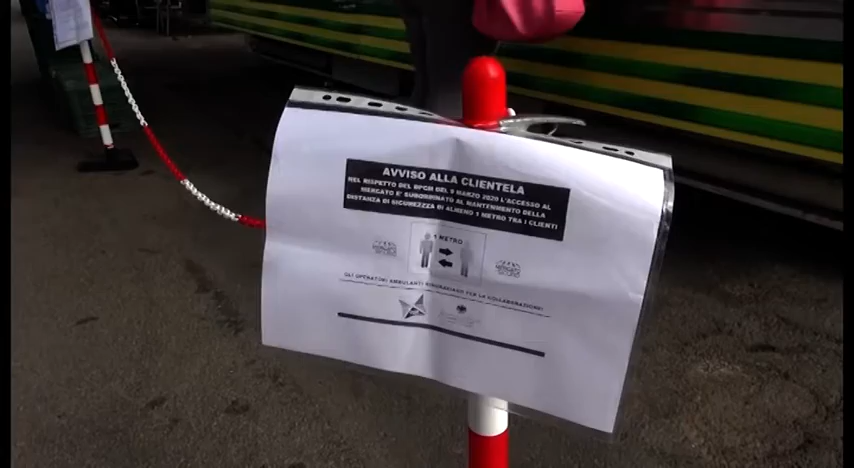 AVVISO ALLA CLIENTELA
NEL RISPETTO DEL DPCM DEL 9 MARZO 2020 L'ACCESSO AL
MERCATO E' SUBORDINATO AL MANTENIMENTO DELLA
DISTANZA DI SICUREZZA DI ALMENO 1 METRO TRA I CLIENTI
1 METRO
GLI OPERATORI AMBULANTI RINGRAZIANO PER LA COLLABORAZIONE!